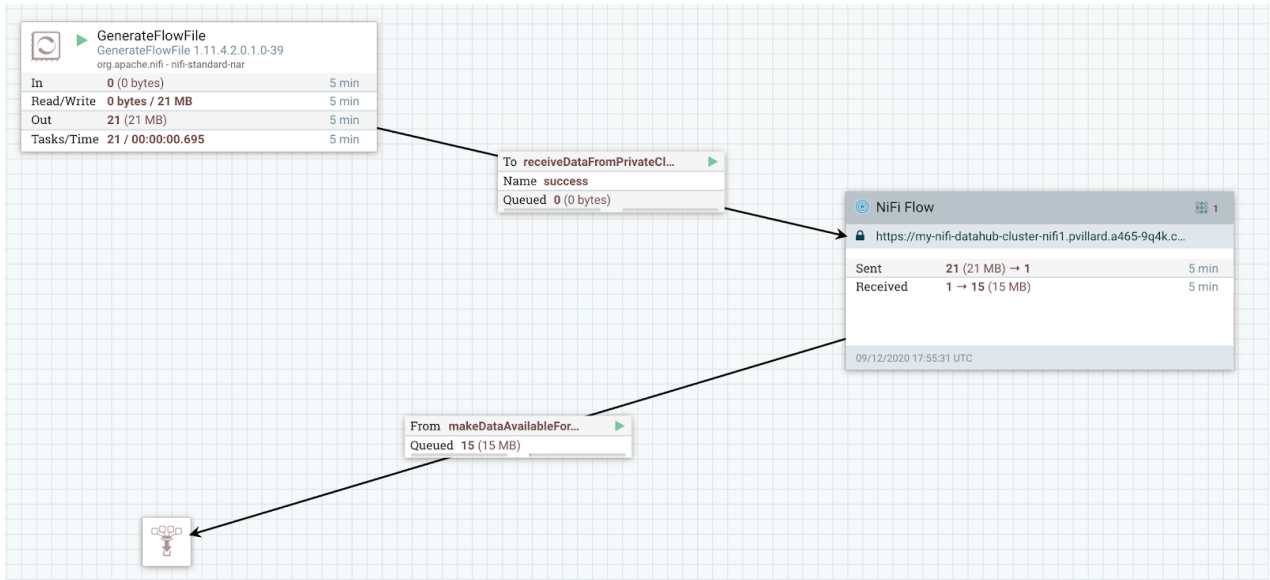 GenerateFlowFile
GenerateFlowFile 1.11.4.2.0.1.0-39
org.apache.nifi - nifi-standard-nar
In 0 (0 bytes) 5 min
Read/Write 0 bytes / 21 MB 5 min
Out 21 (21 MB) 5 min
Tasks/Time 21 / 00:00:00.695 5 min
To receiveDataFromPrivateCl...
Name success
Queued 0 (0 bytes)
NiFi Flow 1
https://my-nifi-datahub-cluster-nifi1.pvillard.a465-9q4k.c...
Sent 21 (21 MB) → 1 5 min
Received 1 → 15 (15 MB) 5 min
09/12/2020 17:55:31 UTC
From makeDataAvailableFor...
Queued 15 (15 MB)